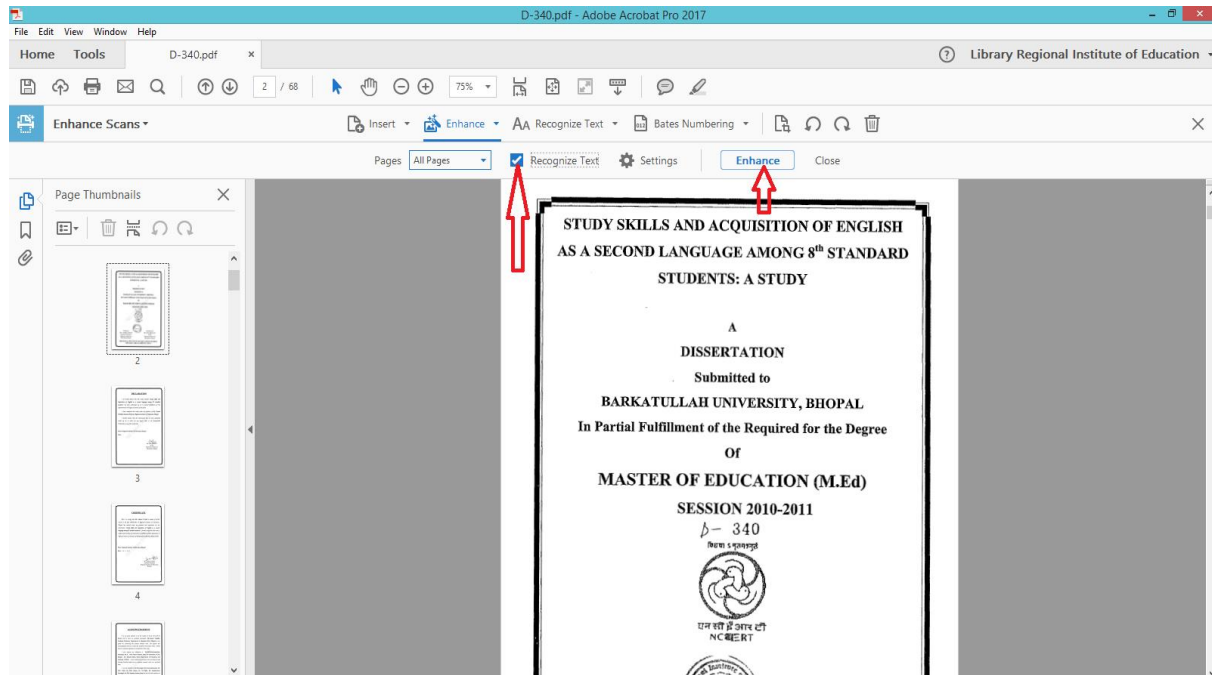 D-340.pdf - Adobe Acrobat Pro 2017
File Edit View Window Help
Home Tools D-340.pdf × Library Regional Institute of Education
2 / 68 75%
Enhance Scans Insert Enhance Recognize Text Bates Numbering
Pages All Pages Recognize Text Settings Enhance Close
Page Thumbnails
2
3
4
STUDY SKILLS AND ACQUISITION OF ENGLISH
AS A SECOND LANGUAGE AMONG 8th STANDARD
STUDENTS: A STUDY
A
DISSERTATION
Submitted to
BARKATULLAH UNIVERSITY, BHOPAL
In Partial Fulfillment of the Required for the Degree
Of
MASTER OF EDUCATION (M.Ed)
SESSION 2010-2011
D- 340
एन सी ई आर टी
NCERT